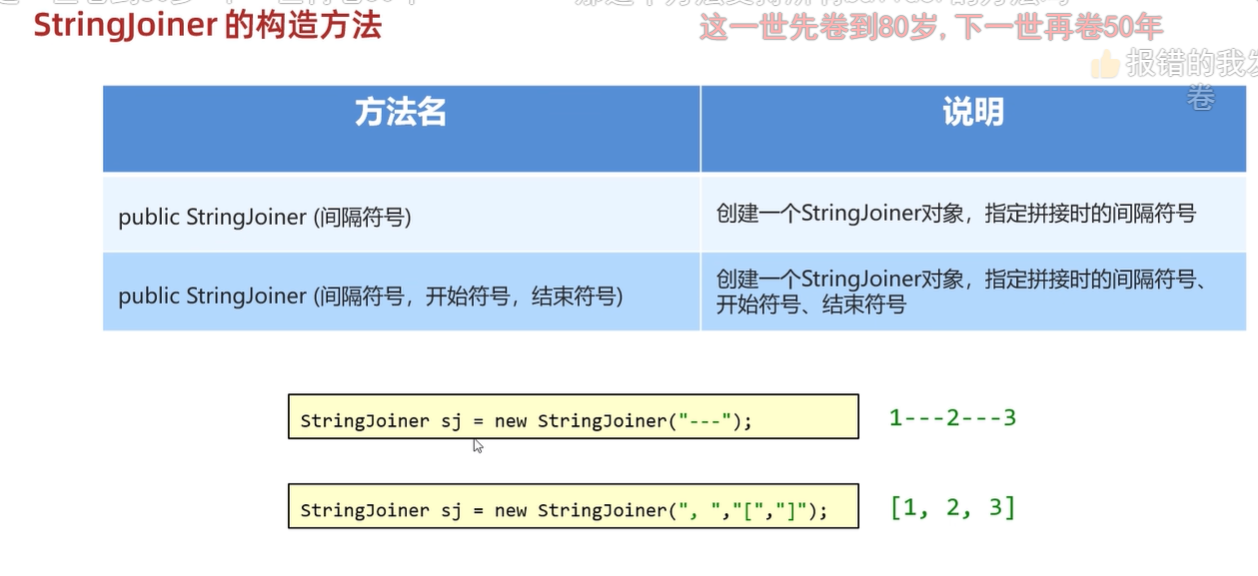 StringJoiner 的构造方法
这一世先卷到80岁, 下一世再卷50年
报错的我发
卷
方法名 说明
public StringJoiner (间隔符号) 创建一个StringJoiner对象，指定拼接时的间隔符号
public StringJoiner (间隔符号，开始符号，结束符号) 创建一个StringJoiner对象，指定拼接时的间隔符号、
开始符号、结束符号
StringJoiner sj = new StringJoiner("---"); 1---2---3
StringJoiner sj = new StringJoiner(", ","[","]"); [1, 2, 3]